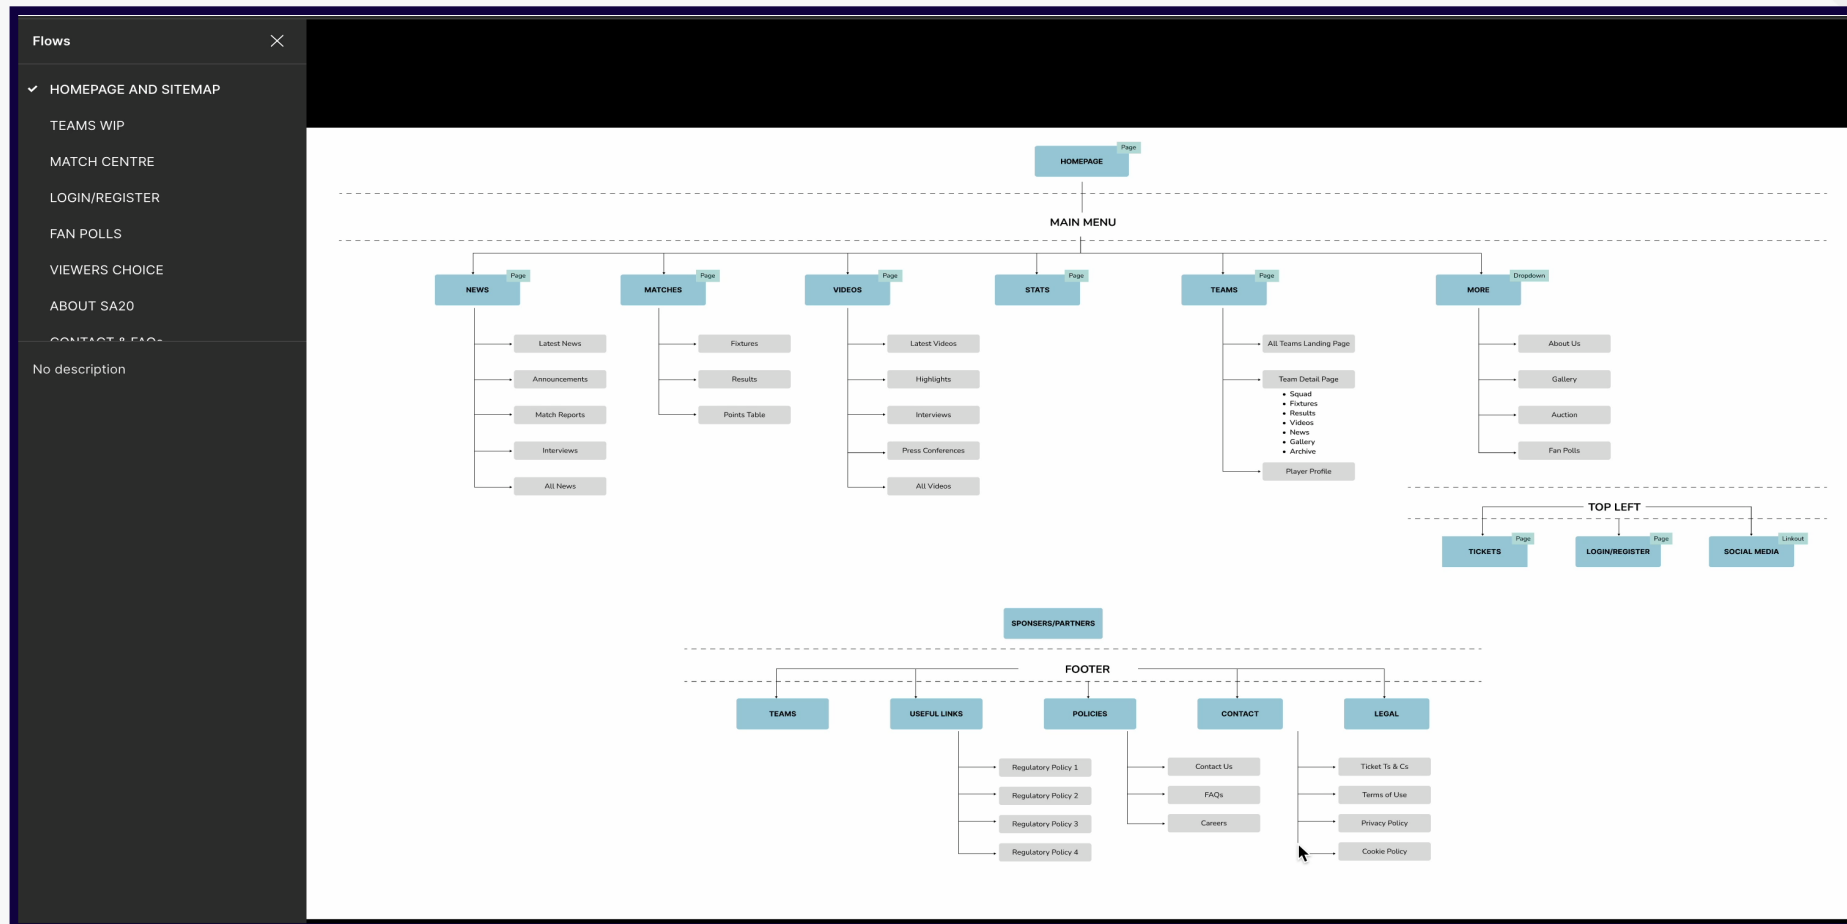 Flows
HOMEPAGE AND SITEMAP
TEAMS WIP
MATCH CENTRE
LOGIN/REGISTER
FAN POLLS
VIEWERS CHOICE
ABOUT SA20
CONTACT & FAQs
No description
Page
HOMEPAGE
MAIN MENU
Page
NEWS
Latest News
Announcements
Match Reports
Interviews
All News
Page
MATCHES
Fixtures
Results
Points Table
Page
VIDEOS
Latest Videos
Highlights
Interviews
Press Conferences
All Videos
Page
STATS
Page
TEAMS
All Teams Landing Page
Team Detail Page
• Squad
• Fixtures
• Results
• Videos
• News
• Gallery
• Archive
Player Profile
Dropdown
MORE
About Us
Gallery
Auction
Fan Polls
TOP LEFT
Page
TICKETS
Page
LOGIN/REGISTER
Linkout
SOCIAL MEDIA
SPONSERS/PARTNERS
FOOTER
TEAMS
USEFUL LINKS
POLICIES
CONTACT
LEGAL
Regulatory Policy 1
Regulatory Policy 2
Regulatory Policy 3
Regulatory Policy 4
Contact Us
FAQs
Careers
Ticket Ts & Cs
Terms of Use
Privacy Policy
Cookie Policy